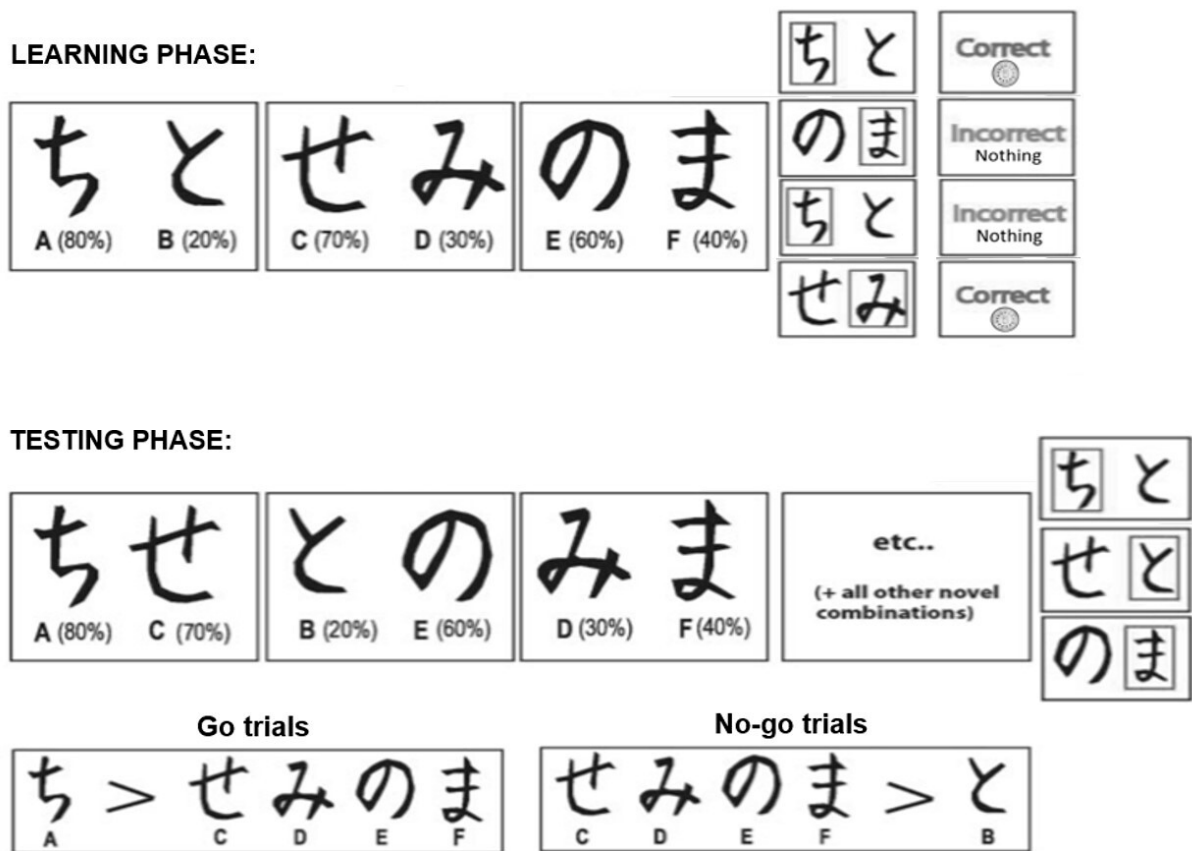 LEARNING PHASE:
ち と せ み の ま
A (80%) B (20%) C (70%) D (30%) E (60%) F (40%)
ち と Correct
の ま Incorrect
Nothing
ち と Incorrect
Nothing
せ み Correct
TESTING PHASE:
ち せ と の み ま
A (80%) C (70%) B (20%) E (60%) D (30%) F (40%)
etc..
(+ all other novel
combinations)
ち と
せ と
の ま
Go trials
ち > せ み の ま
A C D E F
No-go trials
せ み の ま > と
C D E F B